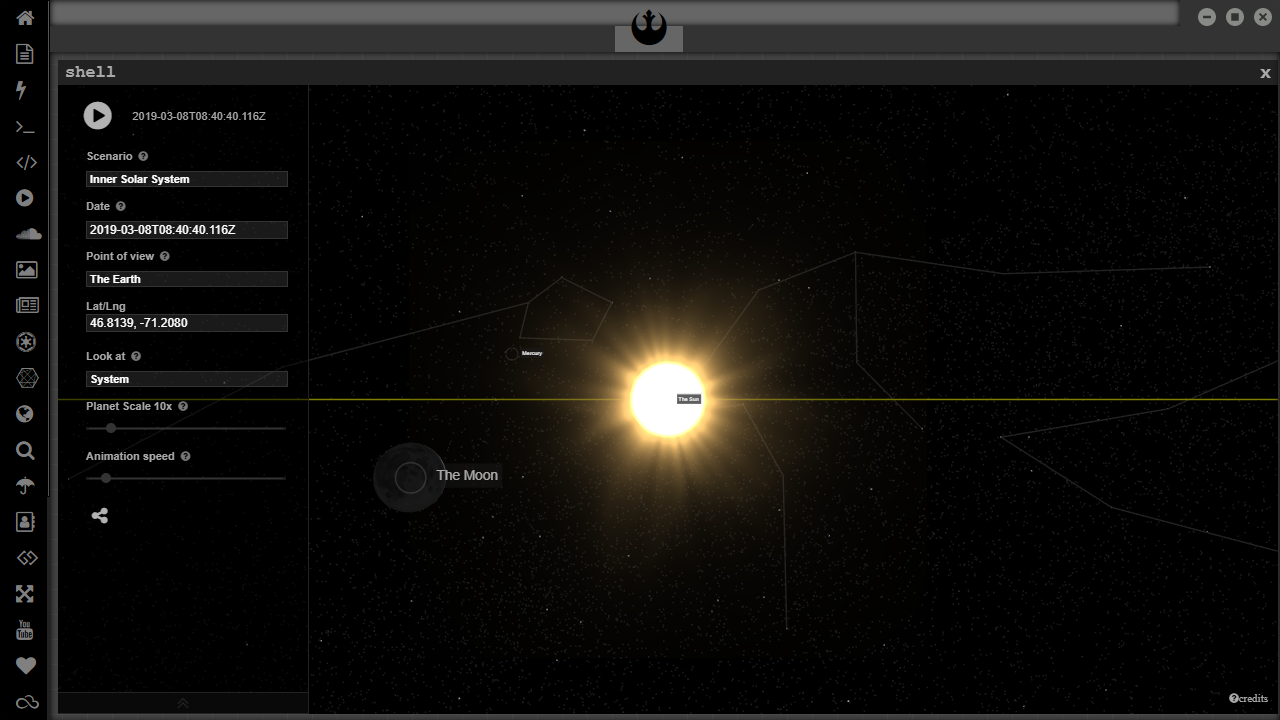 shell
x
2019-03-08T08:40:40.116Z
Scenario
Inner Solar System
Date
2019-03-08T08:40:40.116Z
Point of view
The Earth
Lat/Lng
46.8139, -71.2080
Look at
System
Planet Scale 10x
Animation speed
Mercury
The Sun
The Moon
You
Tube
credits